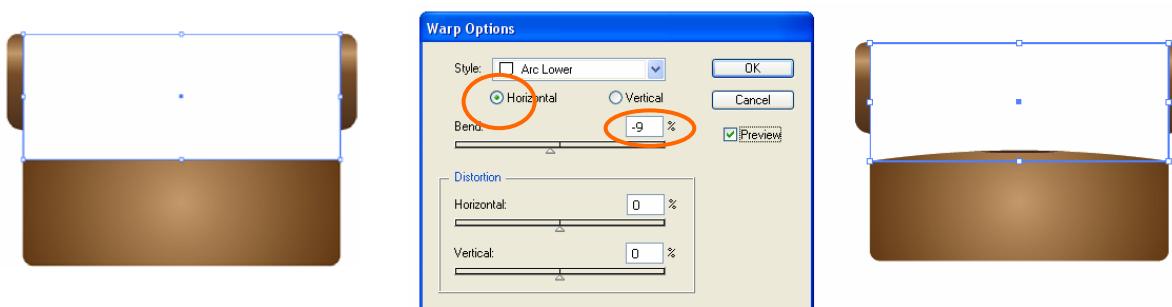 Warp Options
Style: Arc Lower
OK
Horizontal Vertical
Cancel
Bend: -9 %
Preview
Distortion
Horizontal: 0 %
Vertical: 0 %